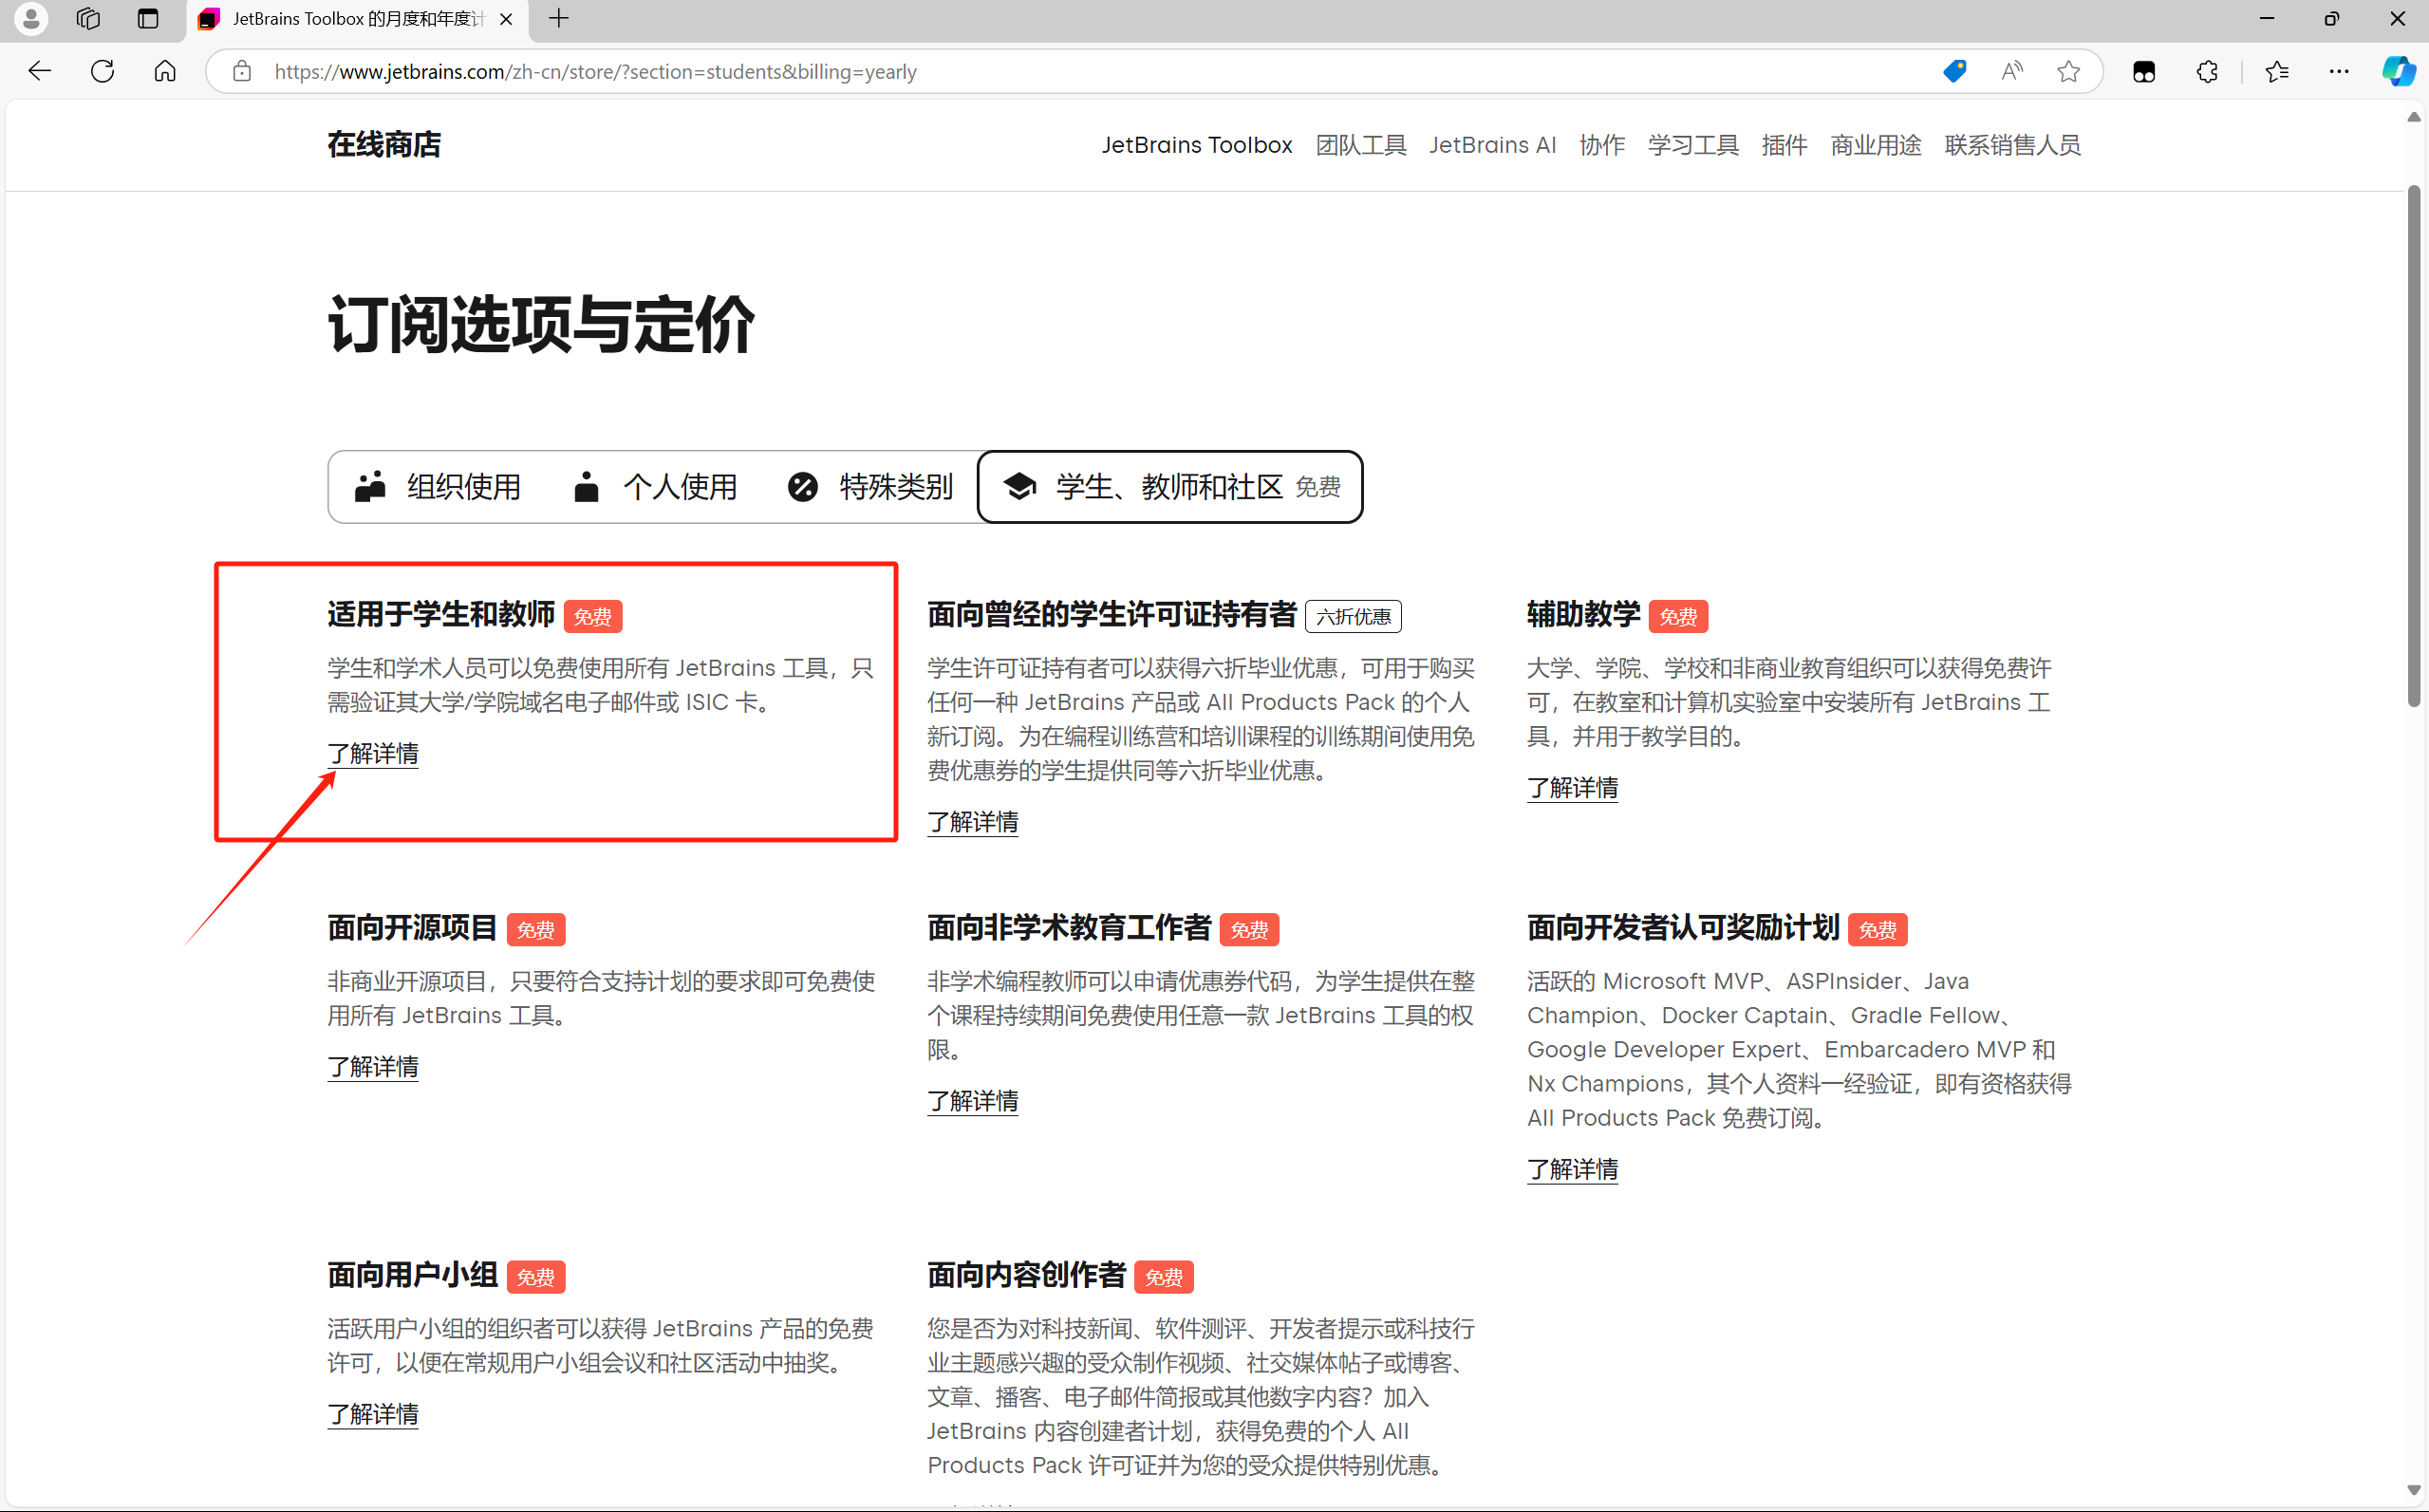 JetBrains Toolbox 的月度和年度计
https://www.jetbrains.com/zh-cn/store/?section=students&billing=yearly
在线商店
JetBrains Toolbox 团队工具 JetBrains AI 协作 学习工具 插件 商业用途 联系销售人员
订阅选项与定价
组织使用 个人使用 特殊类别 学生、教师和社区 免费
适用于学生和教师 免费
学生和学术人员可以免费使用所有 JetBrains 工具，只
需验证其大学/学院域名电子邮件或 ISIC 卡。
了解详情
面向曾经的学生许可证持有者 六折优惠
学生许可证持有者可以获得六折毕业优惠，可用于购买
任何一种 JetBrains 产品或 All Products Pack 的个人
新订阅。为在编程训练营和培训课程的训练期间使用免
费优惠券的学生提供同等六折毕业优惠。
了解详情
辅助教学 免费
大学、学院、学校和非商业教育组织可以获得免费许
可，在教室和计算机实验室中安装所有 JetBrains 工
具，并用于教学目的。
了解详情
面向开源项目 免费
非商业开源项目，只要符合支持计划的要求即可免费使
用所有 JetBrains 工具。
了解详情
面向非学术教育工作者 免费
非学术编程教师可以申请优惠券代码，为学生提供在整
个课程持续期间免费使用任意一款 JetBrains 工具的权
限。
了解详情
面向开发者认可奖励计划 免费
活跃的 Microsoft MVP、ASPInsider、Java
Champion、Docker Captain、Gradle Fellow、
Google Developer Expert、Embarcadero MVP 和
Nx Champions，其个人资料一经验证，即有资格获得
All Products Pack 免费订阅。
了解详情
面向用户小组 免费
活跃用户小组的组织者可以获得 JetBrains 产品的免费
许可，以便在常规用户小组会议和社区活动中抽奖。
了解详情
面向内容创作者 免费
您是否为对科技新闻、软件测评、开发者提示或科技行
业主题感兴趣的受众制作视频、社交媒体帖子或博客、
文章、播客、电子邮件简报或其他数字内容？加入
JetBrains 内容创建者计划，获得免费的个人 All
Products Pack 许可证并为您的受众提供特别优惠。